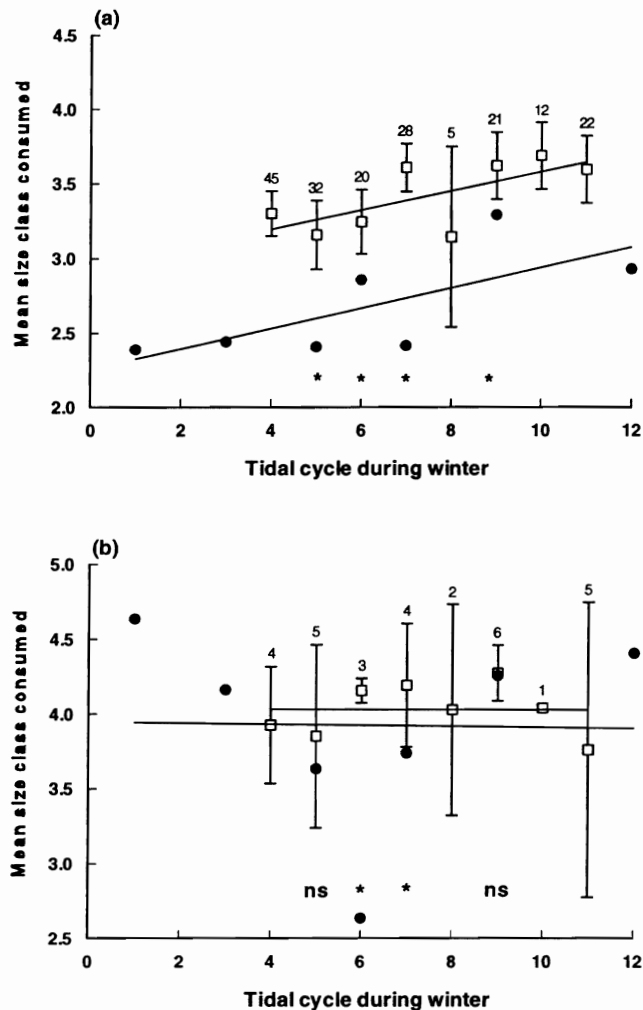 (a)
4.5
4.0
3.5
3.0
2.5
2.0
Mean size class consumed
45
32
20
28
5
21
12
22
* * * *
0 2 4 6 8 10 12
Tidal cycle during winter
(b)
5.0
4.5
4.0
3.5
3.0
2.5
Mean size class consumed
4
5
3
4
2
6
1
5
ns * * ns
0 2 4 6 8 10 12
Tidal cycle during winter